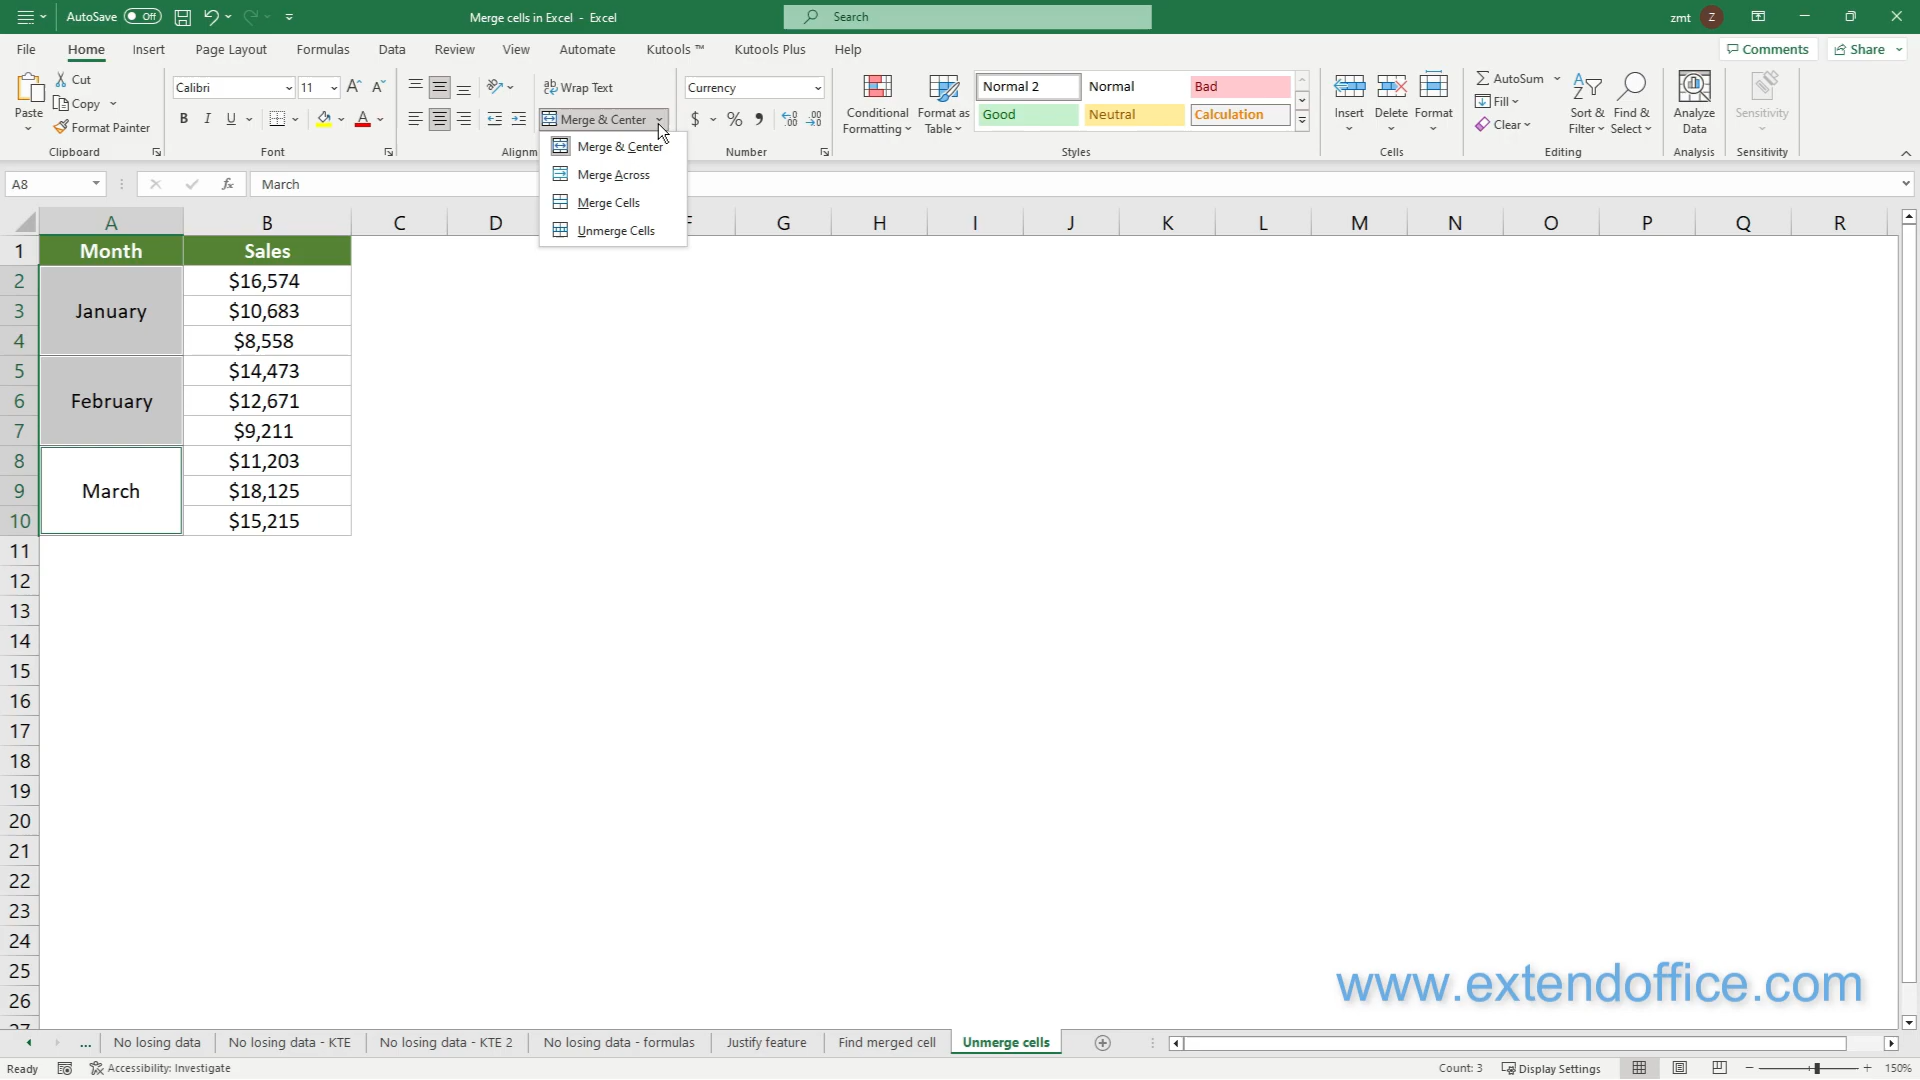 AutoSave Off
Merge cells in Excel - Excel
Search
zmt Z
File Home Insert Page Layout Formulas Data Review View Automate Kutools ™ Kutools Plus Help
Comments Share
Paste
Cut
Copy
Format Painter
Clipboard
Calibri 11
B I U
Font
ab Wrap Text
Merge & Center
Alignm
Merge & Center
Merge Across
Merge Cells
Unmerge Cells
Currency
$ % 9
Number
Conditional Formatting
Format as Table
Normal 2 Normal Bad
Good Neutral Calculation
Styles
Insert Delete Format
Cells
AutoSum
Fill
Clear
Sort & Filter
Find & Select
Editing
Analyze Data
Analysis
Sensitivity
Sensitivity
A8 fx March
A B C D F G H I J K L M N O P Q R
1 Month Sales
2 $16,574
3 January $10,683
4 $8,558
5 $14,473
6 February $12,671
7 $9,211
8 $11,203
9 March $18,125
10 $15,215
11
12
13
14
15
16
17
18
19
20
21
22
23
24
25
26
27
www.extendoffice.com
... No losing data No losing data - KTE No losing data - KTE 2 No losing data - formulas Justify feature Find merged cell Unmerge cells
Ready Accessibility: Investigate Count: 3 Display Settings 150%